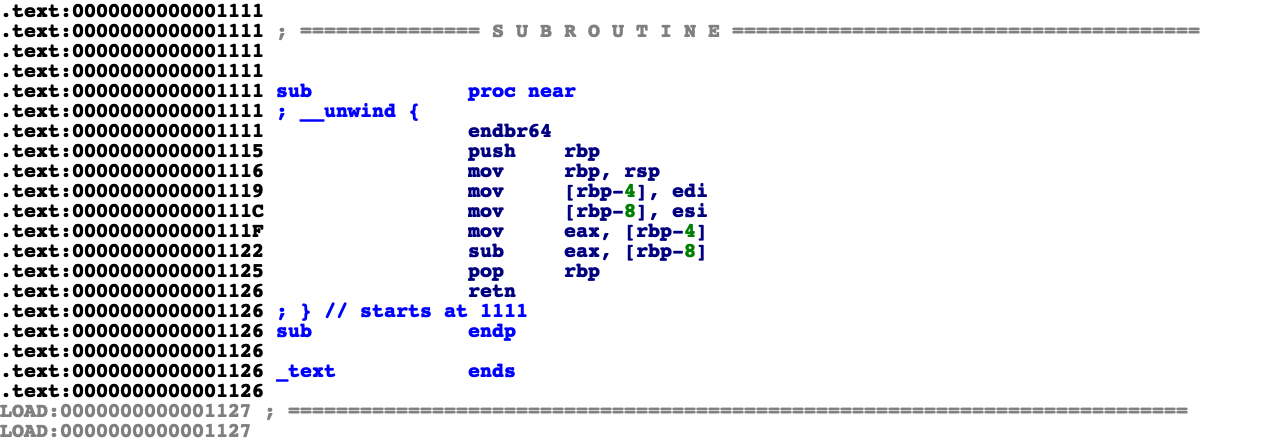 .text:0000000000001111
.text:0000000000001111 ; =============== S U B R O U T I N E =======================================
.text:0000000000001111
.text:0000000000001111
.text:0000000000001111 sub             proc near
.text:0000000000001111 ; __unwind {
.text:0000000000001111                 endbr64
.text:0000000000001115                 push    rbp
.text:0000000000001116                 mov     rbp, rsp
.text:0000000000001119                 mov     [rbp-4], edi
.text:000000000000111C                 mov     [rbp-8], esi
.text:000000000000111F                 mov     eax, [rbp-4]
.text:0000000000001122                 sub     eax, [rbp-8]
.text:0000000000001125                 pop     rbp
.text:0000000000001126                 retn
.text:0000000000001126 ; } // starts at 1111
.text:0000000000001126 sub             endp
.text:0000000000001126
.text:0000000000001126 _text           ends
.text:0000000000001126
LOAD:0000000000001127 ; ===========================================================================
LOAD:0000000000001127